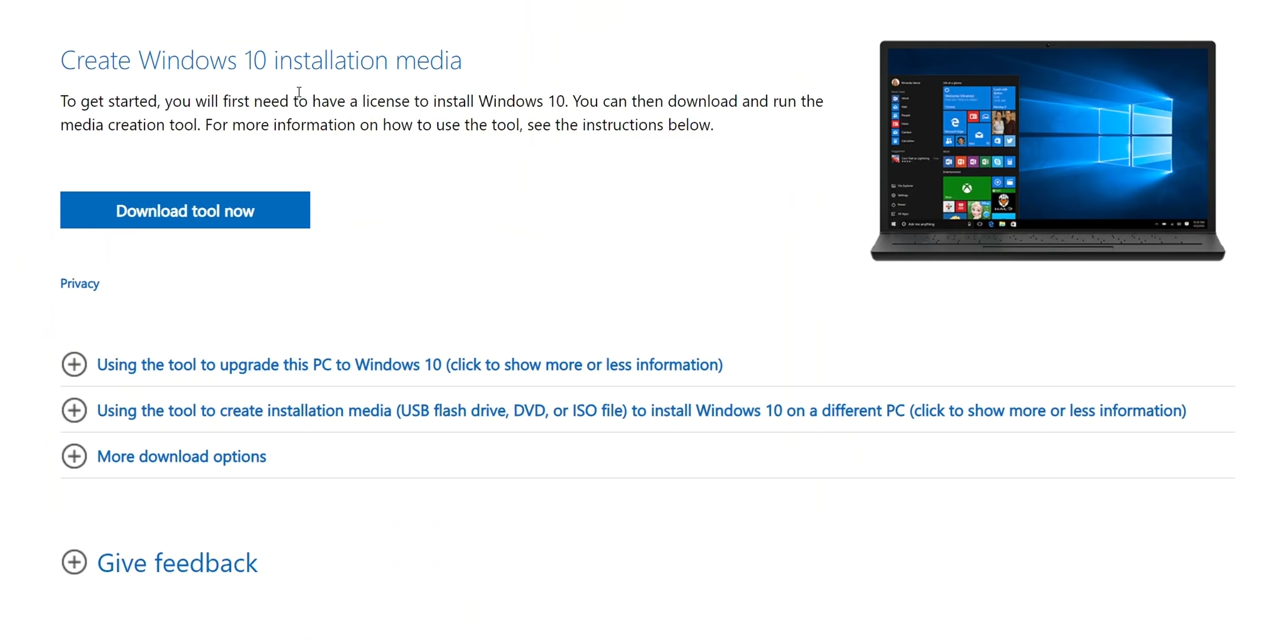 Create Windows 10 installation media
To get started, you will first need to have a license to install Windows 10. You can then download and run the
media creation tool. For more information on how to use the tool, see the instructions below.
Download tool now
Privacy
Using the tool to upgrade this PC to Windows 10 (click to show more or less information)
Using the tool to create installation media (USB flash drive, DVD, or ISO file) to install Windows 10 on a different PC (click to show more or less information)
More download options
Give feedback